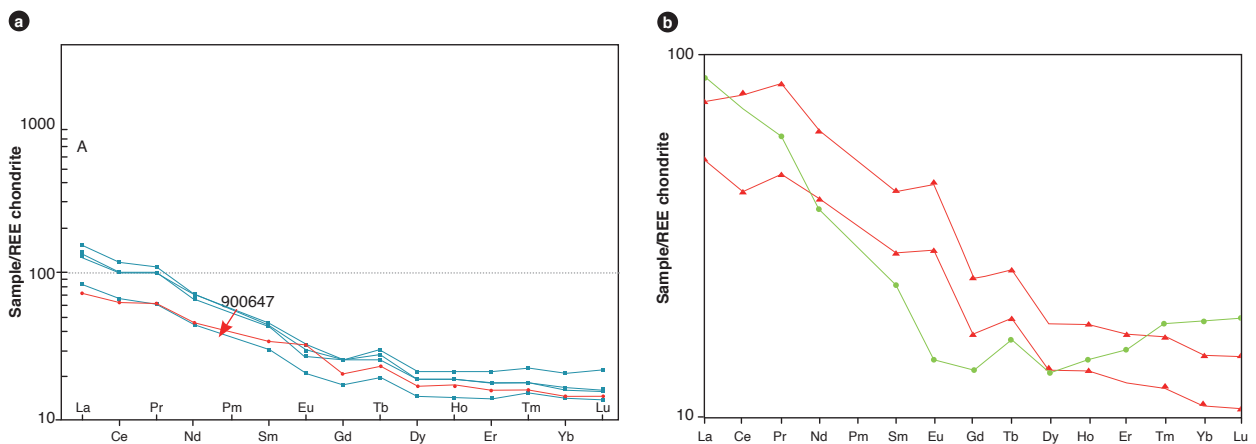 a
Sample/REE chondrite
1000
A
100
900647
10
La Pr Pm Eu Tb Ho Tm Lu
Ce Nd Sm Gd Dy Er Yb
b
Sample/REE chondrite
100
10
La Ce Pr Nd Pm Sm Eu Gd Tb Dy Ho Er Tm Yb Lu